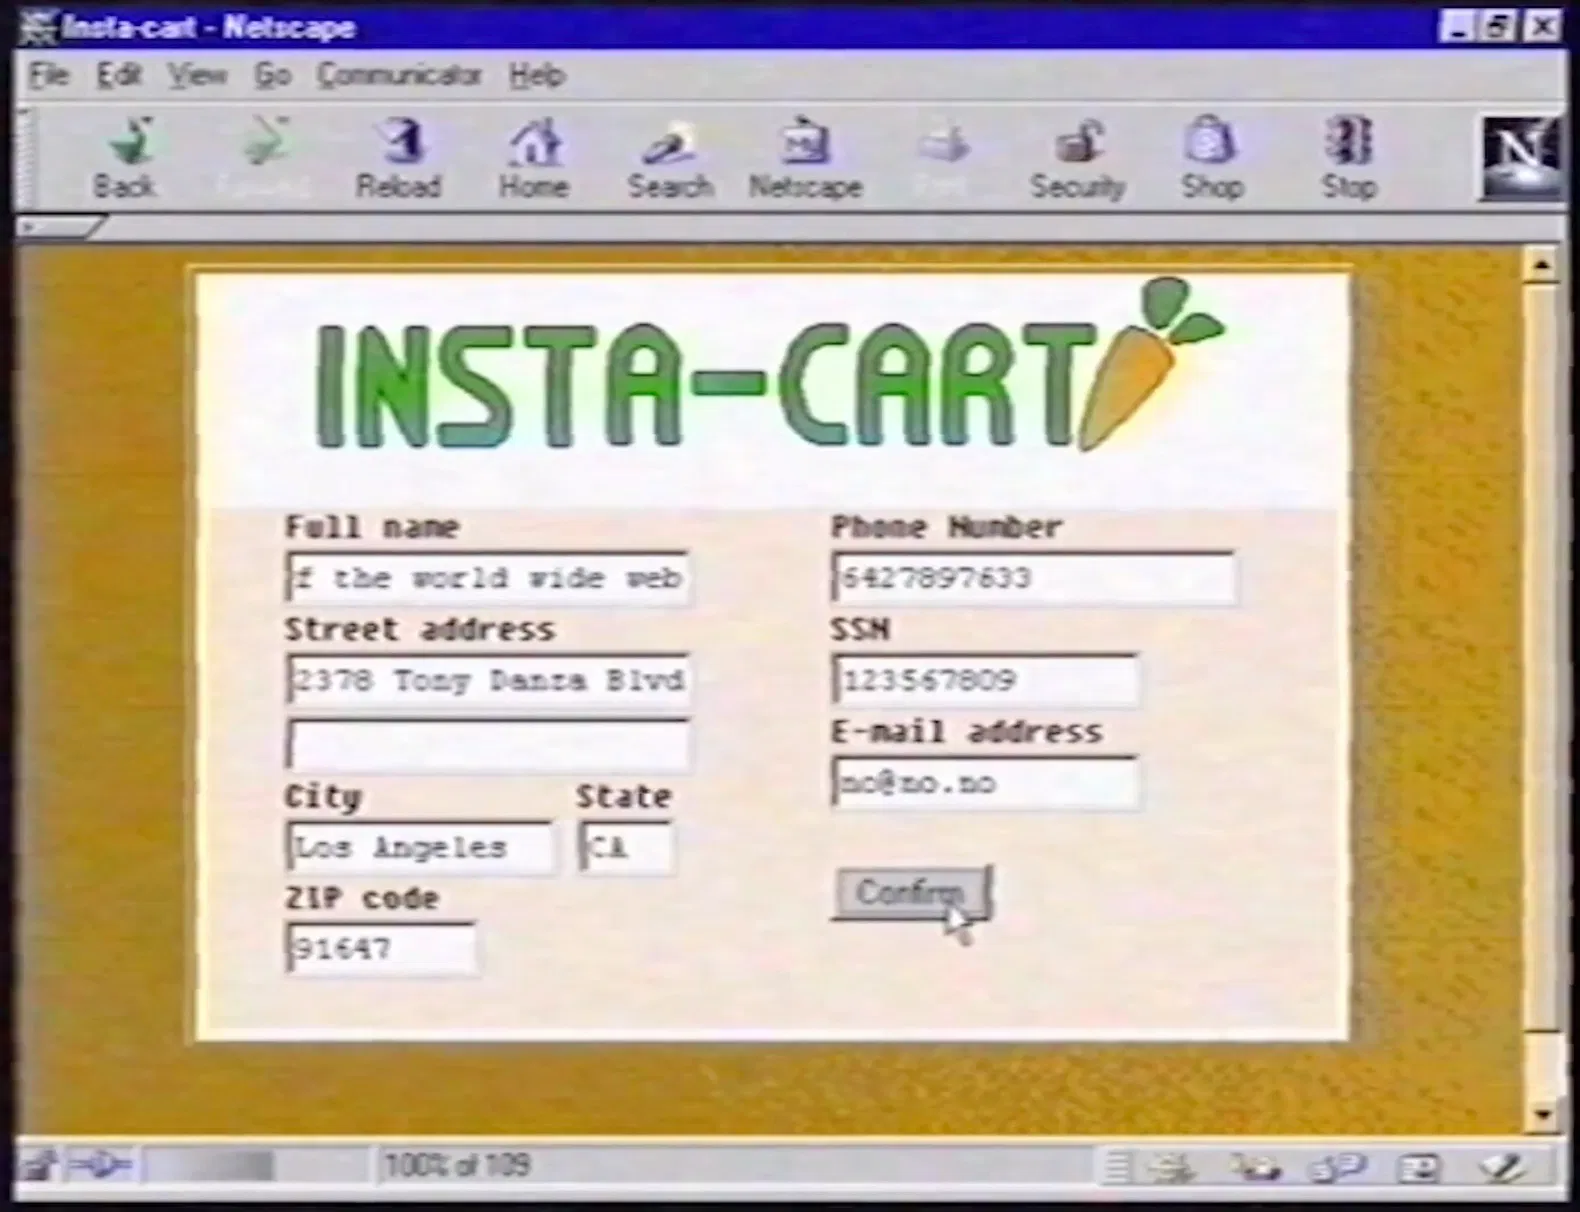 Insta-cart - Netscape
File Edit View Go Communicator Help
Back Forward Reload Home Search Netscape Print Security Shop Stop
N
INSTA-CART
Full name
f the world wide web
Street address
2378 Tony Danza Blvd
City State
Los Angeles CA
ZIP code
91647
Phone Number
6427897633
SSN
123567809
E-mail address
no@no.no
Confirm
100% of 109